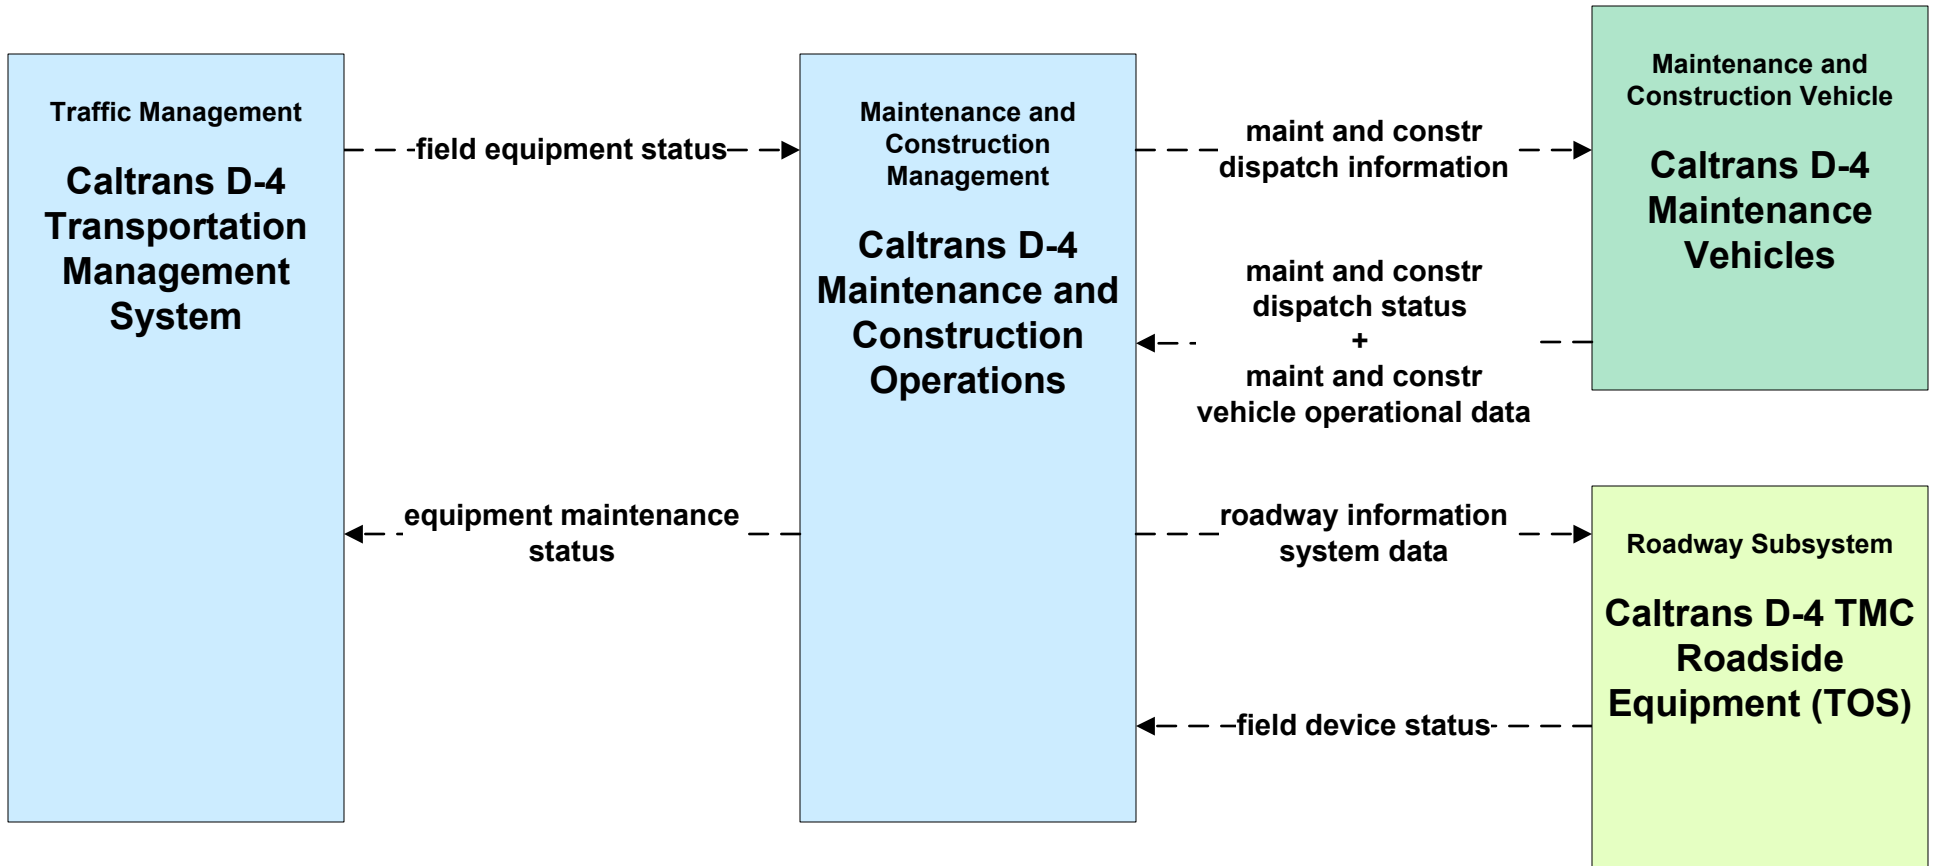 Traffic Management
Caltrans D-4
Transportation
Management
System
field equipment status
equipment maintenance
status
Maintenance and
Construction
Management
Caltrans D-4
Maintenance and
Construction
Operations
maint and constr
dispatch information
maint and constr
dispatch status
+
maint and constr
vehicle operational data
roadway information
system data
field device status
Maintenance and
Construction Vehicle
Caltrans D-4
Maintenance
Vehicles
Roadway Subsystem
Caltrans D-4 TMC
Roadside
Equipment (TOS)